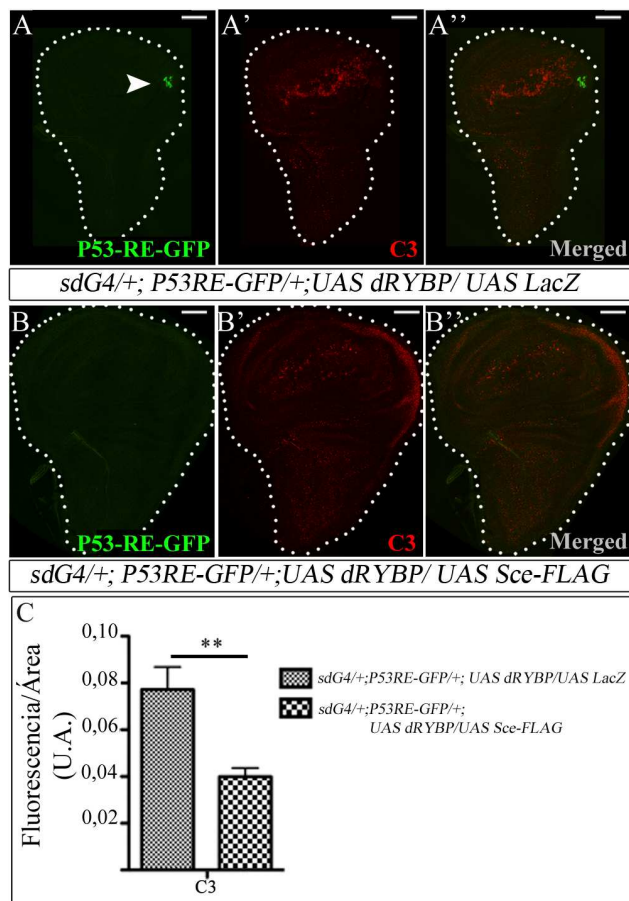 A A' A''
P53-RE-GFP C3 Merged
sdG4/+; P53RE-GFP/+;UAS dRYBP/ UAS LacZ
B B' B''
P53-RE-GFP C3 Merged
sdG4/+; P53RE-GFP/+;UAS dRYBP/ UAS Sce-FLAG
C
Fluorescencia/Área
(U.A.)
0,10
0,08
0,06
0,04
0,02
**
C3
sdG4/+;P53RE-GFP/+; UAS dRYBP/UAS LacZ
sdG4/+;P53RE-GFP/+;
UAS dRYBP/UAS Sce-FLAG